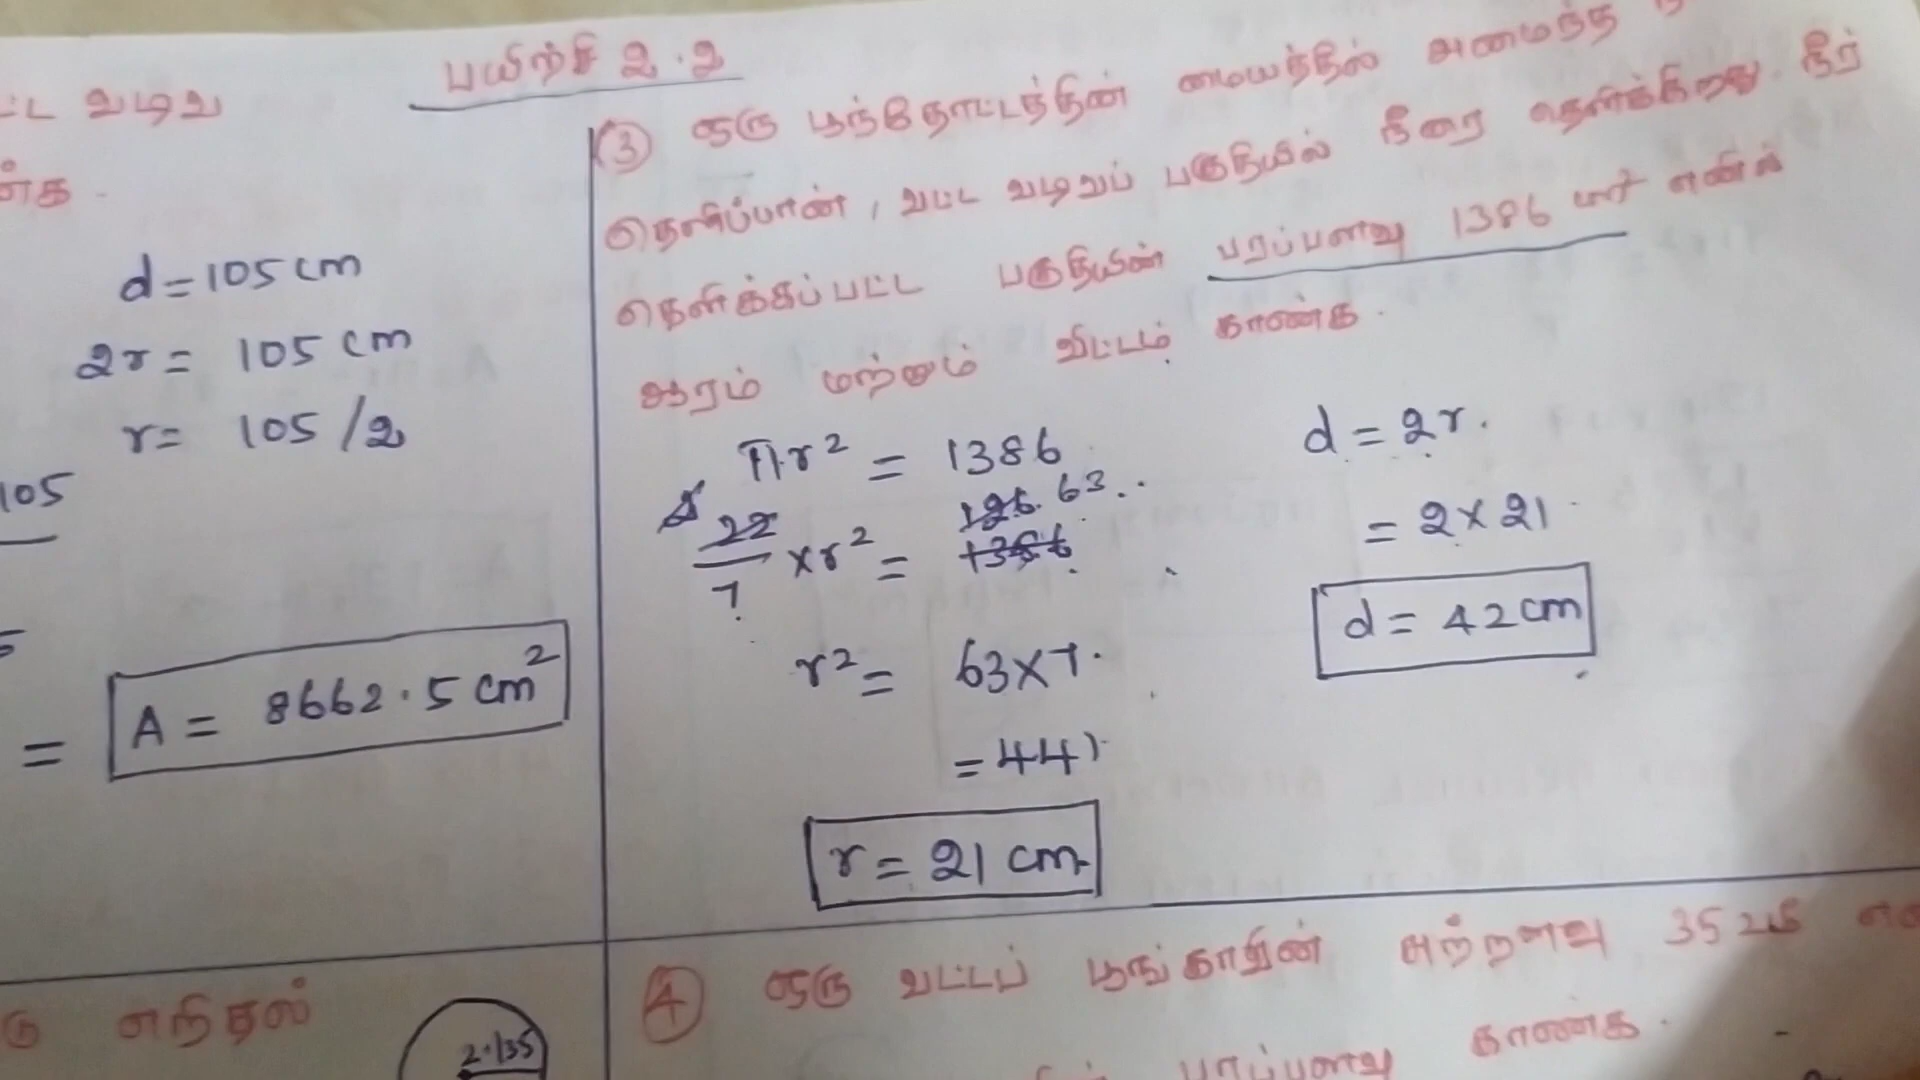 பயிற்சி 2.2
ட்ட வடிவ
d = 105 cm
2r = 105 cm
r = 105 / 2
105
= A = 8662.5 cm²
எறிதல்
2.135
③ ஒரு பூந்தோட்டத்தின் மையத்தில் அமைந்த
தெளிப்பான், வட்ட வடிவப் பகுதியில் நீரை தெளிக்கிறது. நீர்
தெளிக்கப்பட்ட பகுதியின் பரப்பளவு 1386 எனில்
ஆரம் மற்றும் விட்டம் காண்க.
πr² = 1386
126 63
22/7 × r² = 1386
r² = 63 × 7
= 441
r = 21 cm
d = 2r.
= 2 × 21
d = 42 cm
④ ஒரு வட்டப் பூங்காவின் சுற்றளவு 352 மீ
பரப்பளவு காண்க.